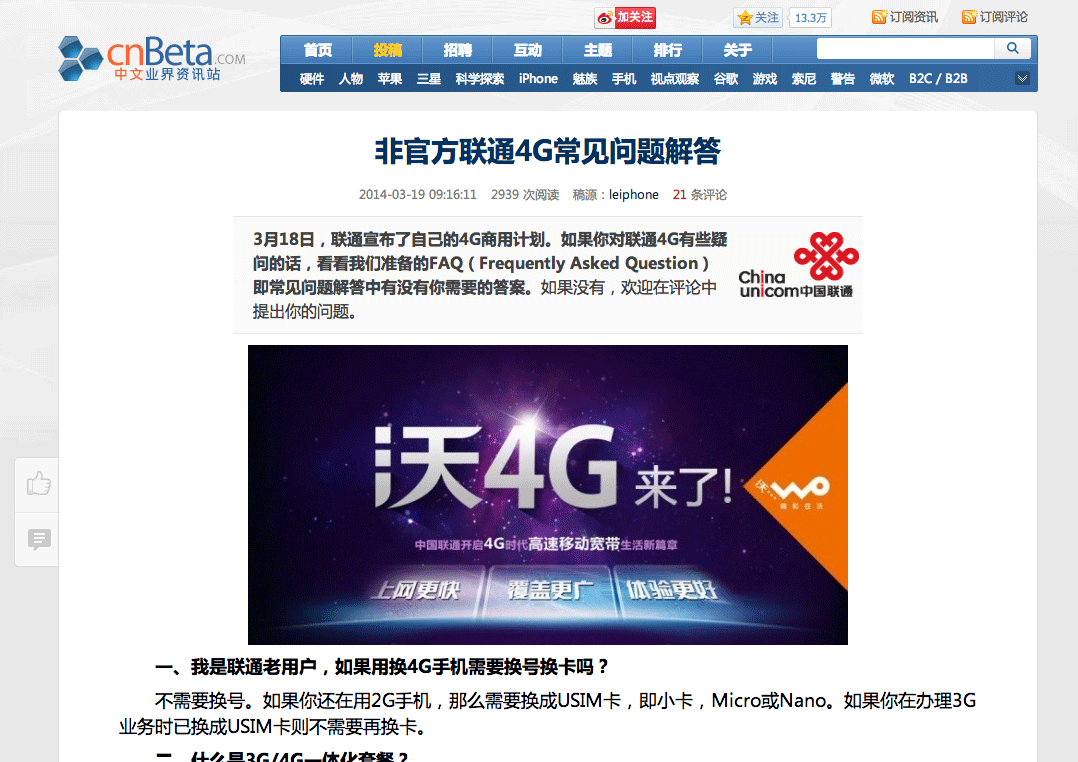 加关注
关注
13.3万
订阅资讯
订阅评论
cnBeta.COM
中文业界资讯站
首页 投稿 招聘 互动 主题 排行 关于
硬件 人物 苹果 三星 科学探索 iPhone 魅族 手机 视点观察 谷歌 游戏 索尼 警告 微软 B2C / B2B
非官方联通4G常见问题解答
2014-03-19 09:16:11 2939 次阅读 稿源：leiphone 21 条评论
3月18日，联通宣布了自己的4G商用计划。如果你对联通4G有些疑
问的话，看看我们准备的FAQ（Frequently Asked Question）
即常见问题解答中有没有你需要的答案。如果没有，欢迎在评论中
提出你的问题。
China
unicom中国联通
沃4G来了!
沃 WO
精彩在沃
中国联通开启4G时代高速移动宽带生活新篇章
上网更快 覆盖更广 体验更好
一、我是联通老用户，如果用换4G手机需要换号换卡吗？
不需要换号。如果你还在用2G手机，那么需要换成USIM卡，即小卡，Micro或Nano。如果你在办理3G
业务时已换成USIM卡则不需要再换卡。
二、什么是3G/4G一体化套餐？